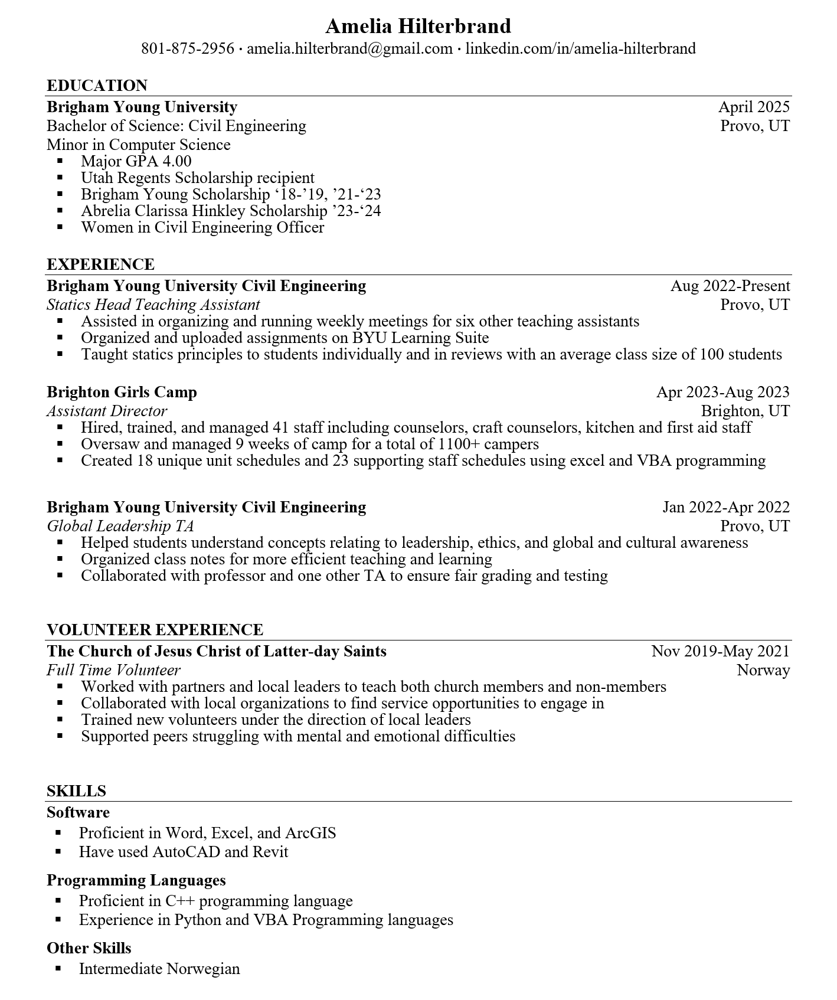 Amelia Hilterbrand
801-875-2956 · amelia.hilterbrand@gmail.com · linkedin.com/in/amelia-hilterbrand
EDUCATION
Brigham Young University April 2025
Bachelor of Science: Civil Engineering Provo, UT
Minor in Computer Science
▪ Major GPA 4.00
▪ Utah Regents Scholarship recipient
▪ Brigham Young Scholarship ‘18-’19, ’21-‘23
▪ Abrelia Clarissa Hinkley Scholarship ’23-‘24
▪ Women in Civil Engineering Officer
EXPERIENCE
Brigham Young University Civil Engineering Aug 2022-Present
Statics Head Teaching Assistant Provo, UT
▪ Assisted in organizing and running weekly meetings for six other teaching assistants
▪ Organized and uploaded assignments on BYU Learning Suite
▪ Taught statics principles to students individually and in reviews with an average class size of 100 students
Brighton Girls Camp Apr 2023-Aug 2023
Assistant Director Brighton, UT
▪ Hired, trained, and managed 41 staff including counselors, craft counselors, kitchen and first aid staff
▪ Oversaw and managed 9 weeks of camp for a total of 1100+ campers
▪ Created 18 unique unit schedules and 23 supporting staff schedules using excel and VBA programming
Brigham Young University Civil Engineering Jan 2022-Apr 2022
Global Leadership TA Provo, UT
▪ Helped students understand concepts relating to leadership, ethics, and global and cultural awareness
▪ Organized class notes for more efficient teaching and learning
▪ Collaborated with professor and one other TA to ensure fair grading and testing
VOLUNTEER EXPERIENCE
The Church of Jesus Christ of Latter-day Saints Nov 2019-May 2021
Full Time Volunteer Norway
▪ Worked with partners and local leaders to teach both church members and non-members
▪ Collaborated with local organizations to find service opportunities to engage in
▪ Trained new volunteers under the direction of local leaders
▪ Supported peers struggling with mental and emotional difficulties
SKILLS
Software
▪ Proficient in Word, Excel, and ArcGIS
▪ Have used AutoCAD and Revit
Programming Languages
▪ Proficient in C++ programming language
▪ Experience in Python and VBA Programming languages
Other Skills
▪ Intermediate Norwegian